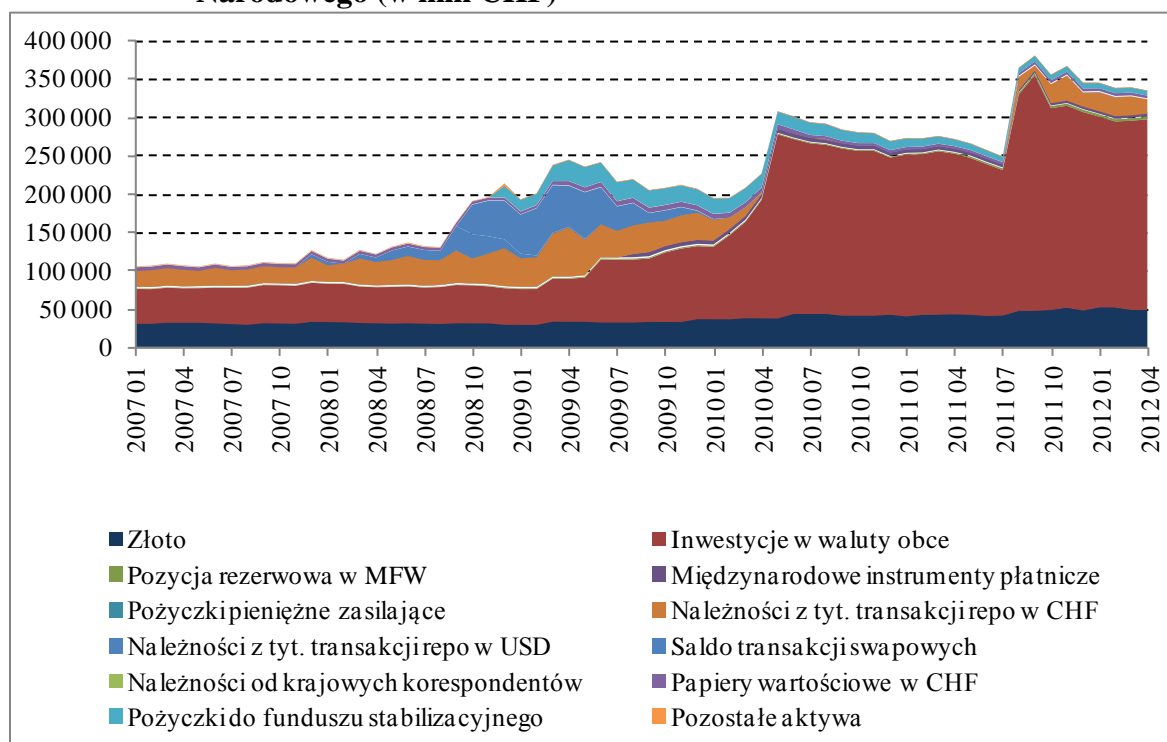 Narodowego (w mln CHF)
400 000
350 000
300 000
250 000
200 000
150 000
100 000
50 000
0
2007 01
2007 04
2007 07
2007 10
2008 01
2008 04
2008 07
2008 10
2009 01
2009 04
2009 07
2009 10
2010 01
2010 04
2010 07
2010 10
2011 01
2011 04
2011 07
2011 10
2012 01
2012 04
Złoto
Inwestycje w waluty obce
Pozycja rezerwowa w MFW
Międzynarodowe instrumenty płatnicze
Pożyczki pieniężne zasilające
Należności z tyt. transakcji repo w CHF
Należności z tyt. transakcji repo w USD
Saldo transakcji swapowych
Należności od krajowych korespondentów
Papiery wartościowe w CHF
Pożyczki do funduszu stabilizacyjnego
Pozostałe aktywa